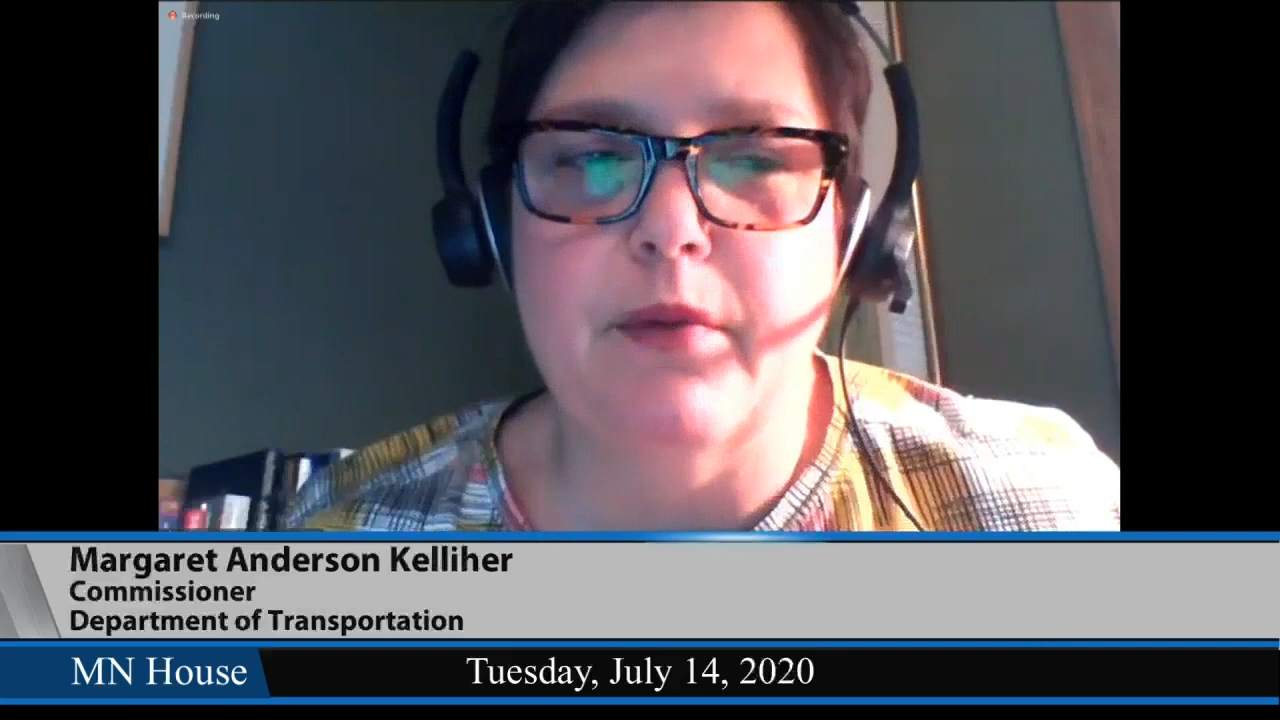 Recording
Margaret Anderson Kelliher
Commissioner
Department of Transportation
MN House
Tuesday, July 14, 2020